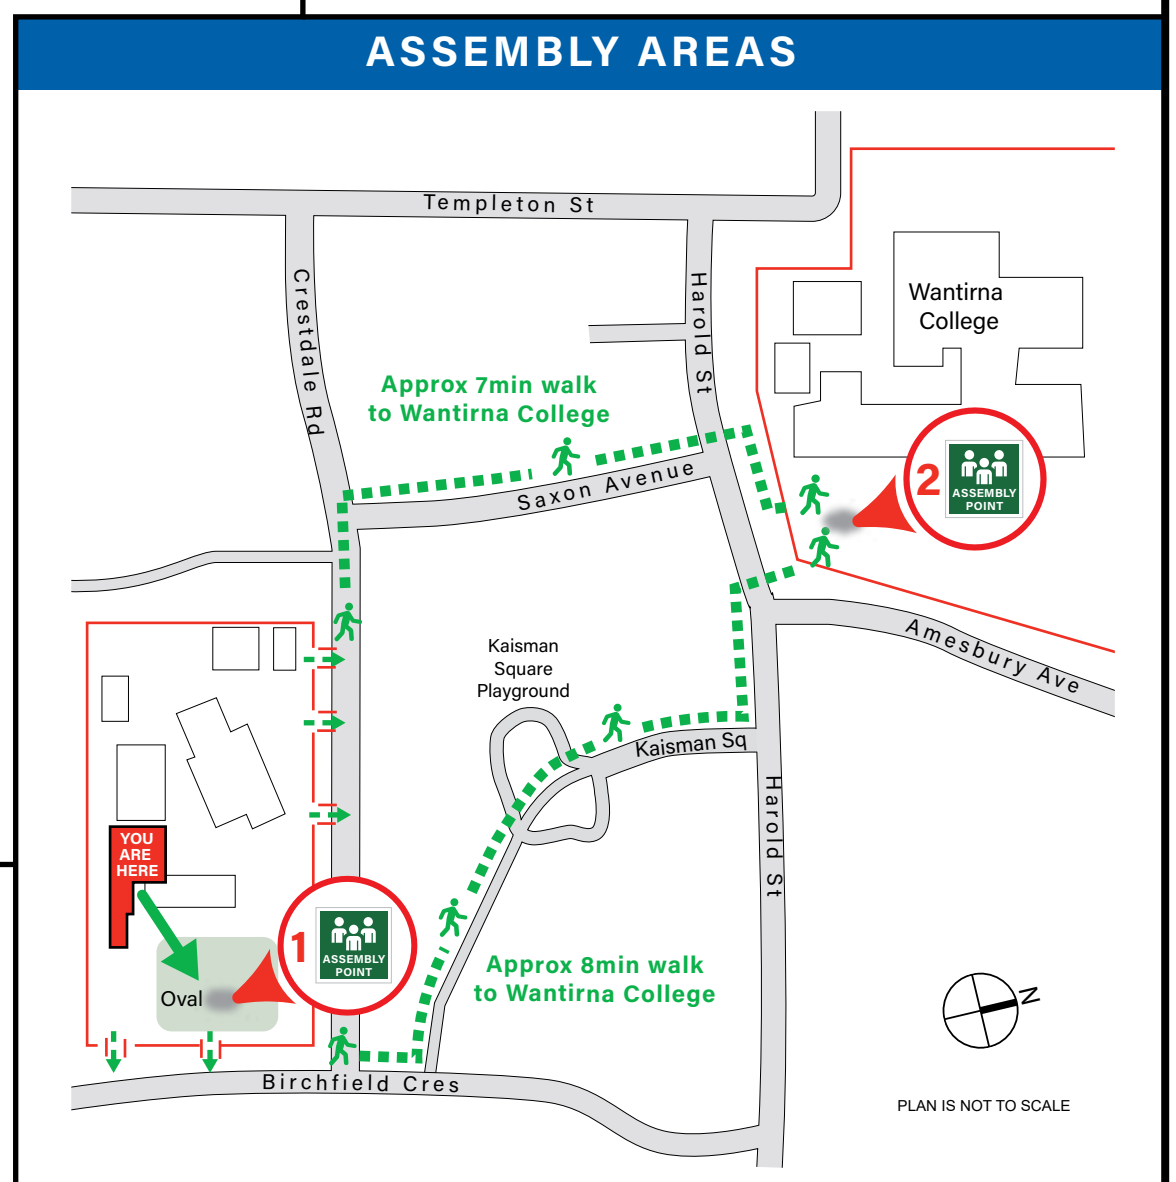 ASSEMBLY AREAS
Templeton St
Crestdale Rd
Harold St
Wantirna
College
Approx 7min walk
to Wantirna College
Saxon Avenue
2
ASSEMBLY
POINT
Kaisman
Square
Playground
Amesbury Ave
Kaisman Sq
Harold St
YOU
ARE
HERE
1
ASSEMBLY
POINT
Oval
Approx 8min walk
to Wantirna College
N
Birchfield Cres
PLAN IS NOT TO SCALE